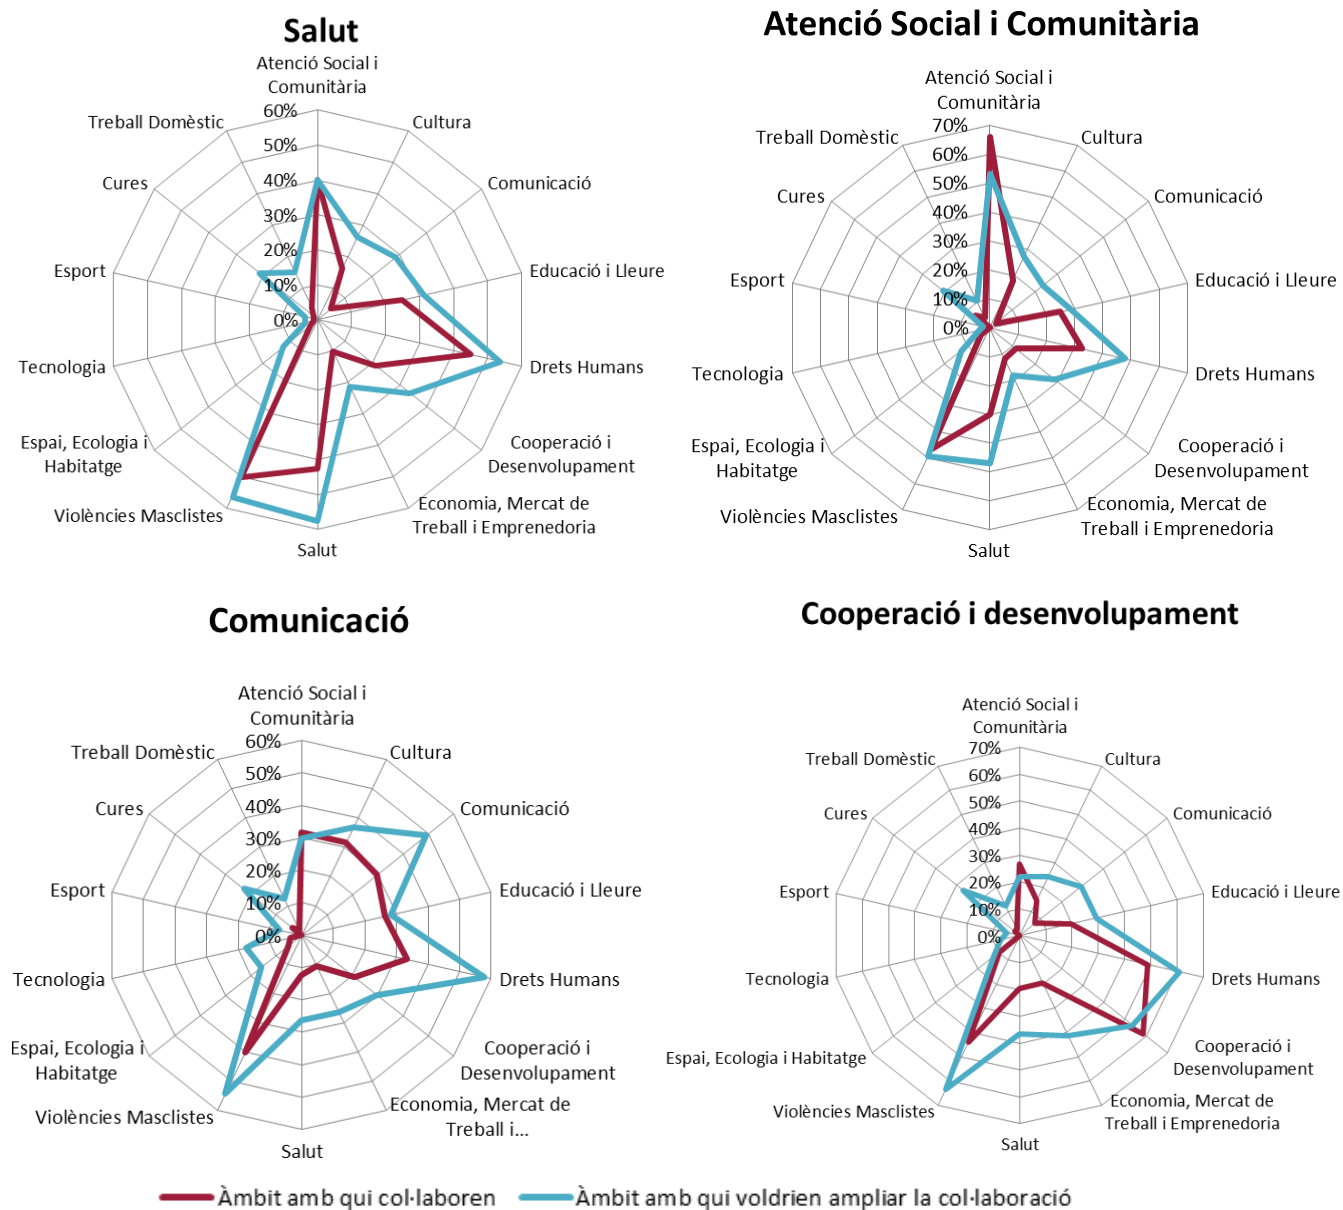 Salut
Atenció Social i
Comunitària
60%
Treball Domèstic
Cultura
50%
Cures
40%
Comunicació
30%
Esport
20%
Educació i Lleure
10%
0%
Tecnologia
Drets Humans
Espai, Ecologia i
Habitatge
Cooperació i
Desenvolupament
Violències Masclistes
Economia, Mercat de
Treball i Emprenedoria
Salut
Atenció Social i Comunitària
Atenció Social i
Comunitària
70%
Treball Domèstic
Cultura
60%
Cures
50%
Comunicació
40%
30%
Esport
20%
Educació i Lleure
10%
0%
Tecnologia
Drets Humans
Espai, Ecologia i
Habitatge
Cooperació i
Desenvolupament
Violències Masclistes
Economia, Mercat de
Treball i Emprenedoria
Salut
Comunicació
Atenció Social i
Comunitària
60%
Treball Domèstic
Cultura
50%
Cures
40%
Comunicació
30%
20%
Esport
Educació i Lleure
10%
0%
Tecnologia
Drets Humans
Espai, Ecologia i
Habitatge
Cooperació i
Desenvolupament
Violències Masclistes
Economia, Mercat de
Treball i...
Salut
Cooperació i desenvolupament
Atenció Social i
Comunitària
70%
Treball Domèstic
Cultura
60%
50%
Cures
40%
Comunicació
30%
Esport
20%
Educació i Lleure
10%
0%
Tecnologia
Drets Humans
Espai, Ecologia i Habitatge
Cooperació i
Desenvolupament
Violències Masclistes
Economia, Mercat de
Treball i Emprenedoria
Salut
Àmbit amb qui col·laboren
Àmbit amb qui voldrien ampliar la col·laboració